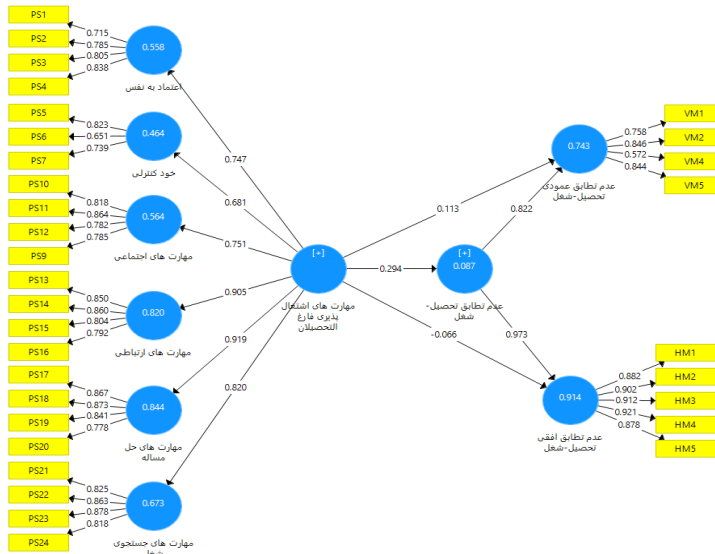 PS1
PS2
PS3
PS4
0.715
0.785
0.805
0.838
0.558
اعتماد به نفس
PS5
PS6
PS7
0.823
0.651
0.739
0.464
خود کنترلی
PS10
PS11
PS12
PS9
0.818
0.864
0.782
0.785
0.564
مهارت های اجتماعی
PS13
PS14
PS15
PS16
0.850
0.860
0.804
0.792
0.820
مهارت های ارتباطی
PS17
PS18
PS19
PS20
0.867
0.873
0.841
0.778
0.844
مهارت های حل
مساله
PS21
PS22
PS23
PS24
0.825
0.863
0.878
0.818
0.673
مهارت های جستجوی
0.747
0.681
0.751
0.905
0.919
0.820
[+]
مهارت های اشتغال
پذیری فارغ
التحصیلان
0.113
0.294
-0.066
[+]
0.087
عدم تطابق تحصیل-
شغل
0.822
0.973
0.743
عدم تطابق عمودی
تحصیل-شغل
0.758
0.846
0.572
0.844
VM1
VM2
VM4
VM5
0.914
عدم تطابق افقی
تحصیل-شغل
0.882
0.902
0.912
0.921
0.878
HM1
HM2
HM3
HM4
HM5